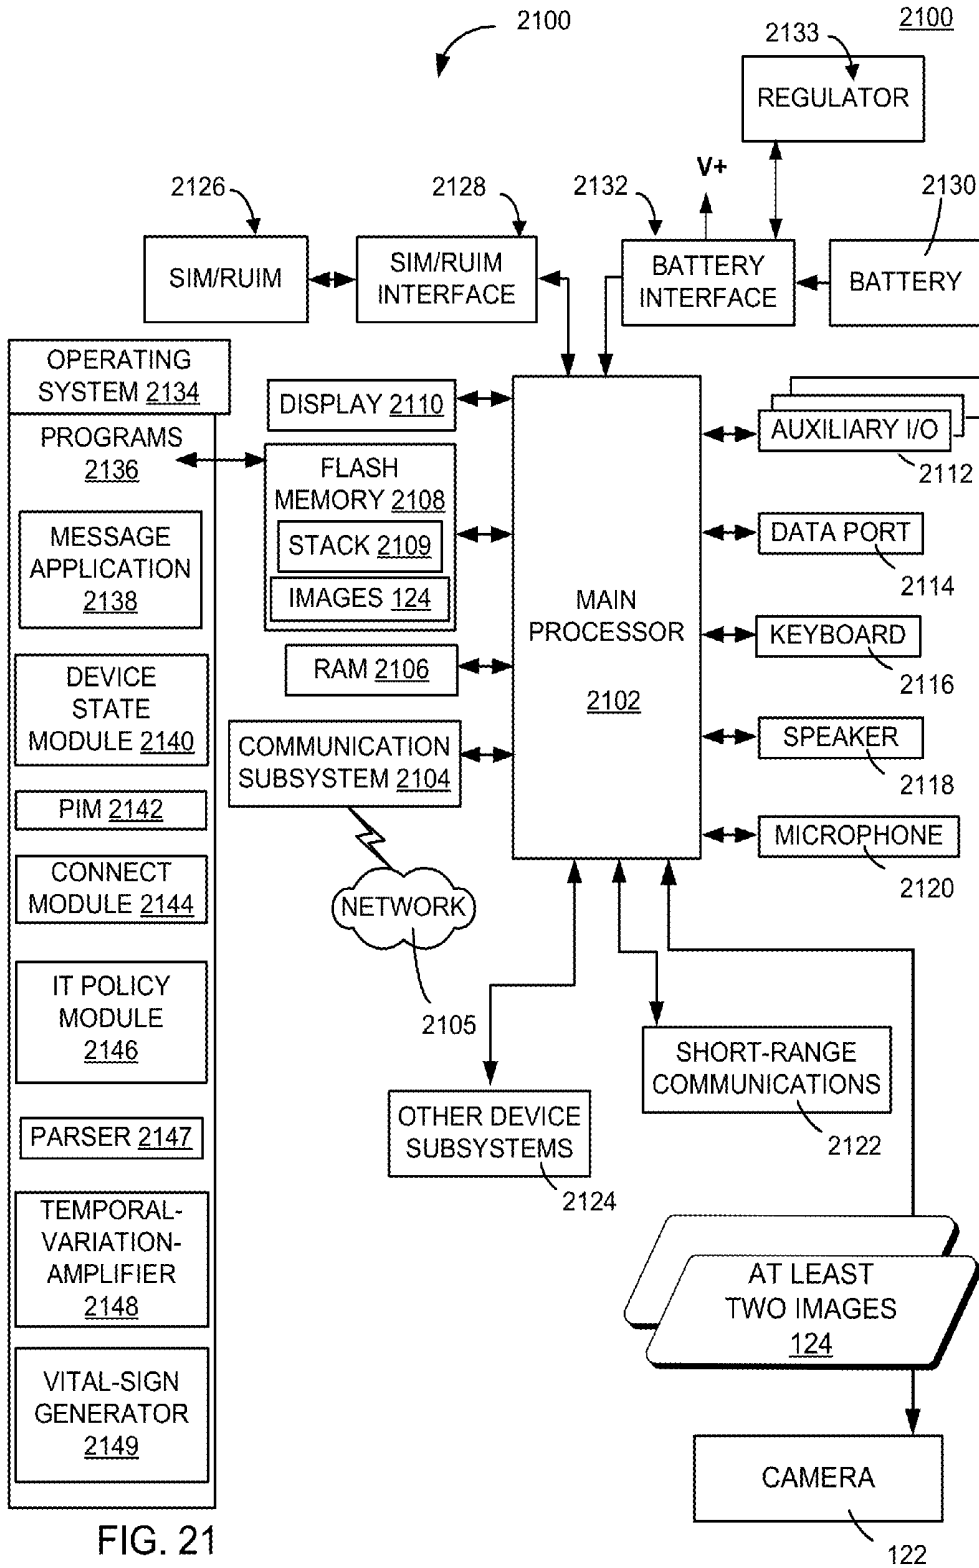 2100
2100
2133
REGULATOR
V+
2126
2128
2132
2130
SIM/RUIM
SIM/RUIM
INTERFACE
BATTERY
INTERFACE
BATTERY
OPERATING
SYSTEM 2134
PROGRAMS
2136
MESSAGE
APPLICATION
2138
DEVICE
STATE
MODULE 2140
PIM 2142
CONNECT
MODULE 2144
IT POLICY
MODULE
2146
PARSER 2147
TEMPORAL-
VARIATION-
AMPLIFIER
2148
VITAL-SIGN
GENERATOR
2149
DISPLAY 2110
FLASH
MEMORY 2108
STACK 2109
IMAGES 124
RAM 2106
COMMUNICATION
SUBSYSTEM 2104
NETWORK
2105
MAIN
PROCESSOR
2102
AUXILIARY I/O
2112
DATA PORT
2114
KEYBOARD
2116
SPEAKER
2118
MICROPHONE
2120
SHORT-RANGE
COMMUNICATIONS
2122
OTHER DEVICE
SUBSYSTEMS
2124
AT LEAST
TWO IMAGES
124
CAMERA
122
FIG. 21